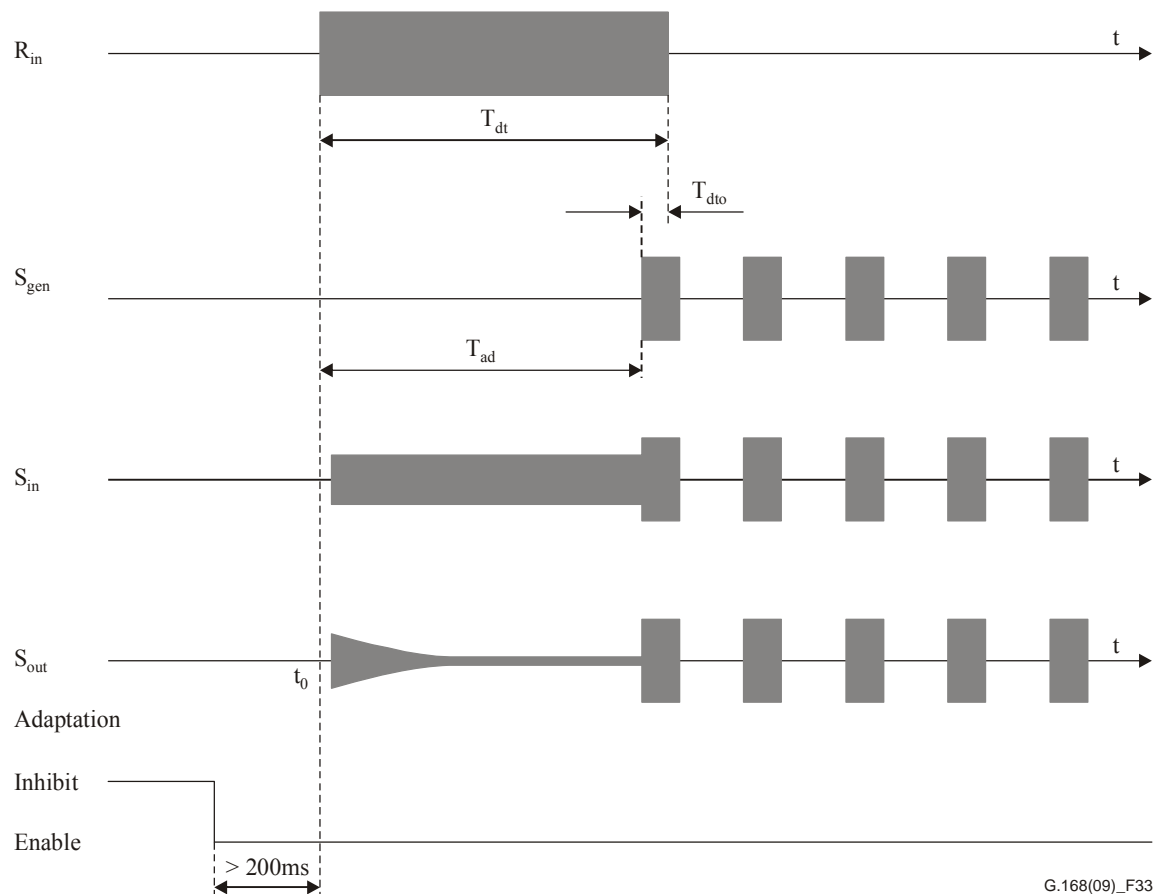 R_in t
T_dt
T_dto
S_gen t
T_ad
S_in t
S_out t
t_0
Adaptation
Inhibit
Enable
> 200ms
G.168(09)_F33